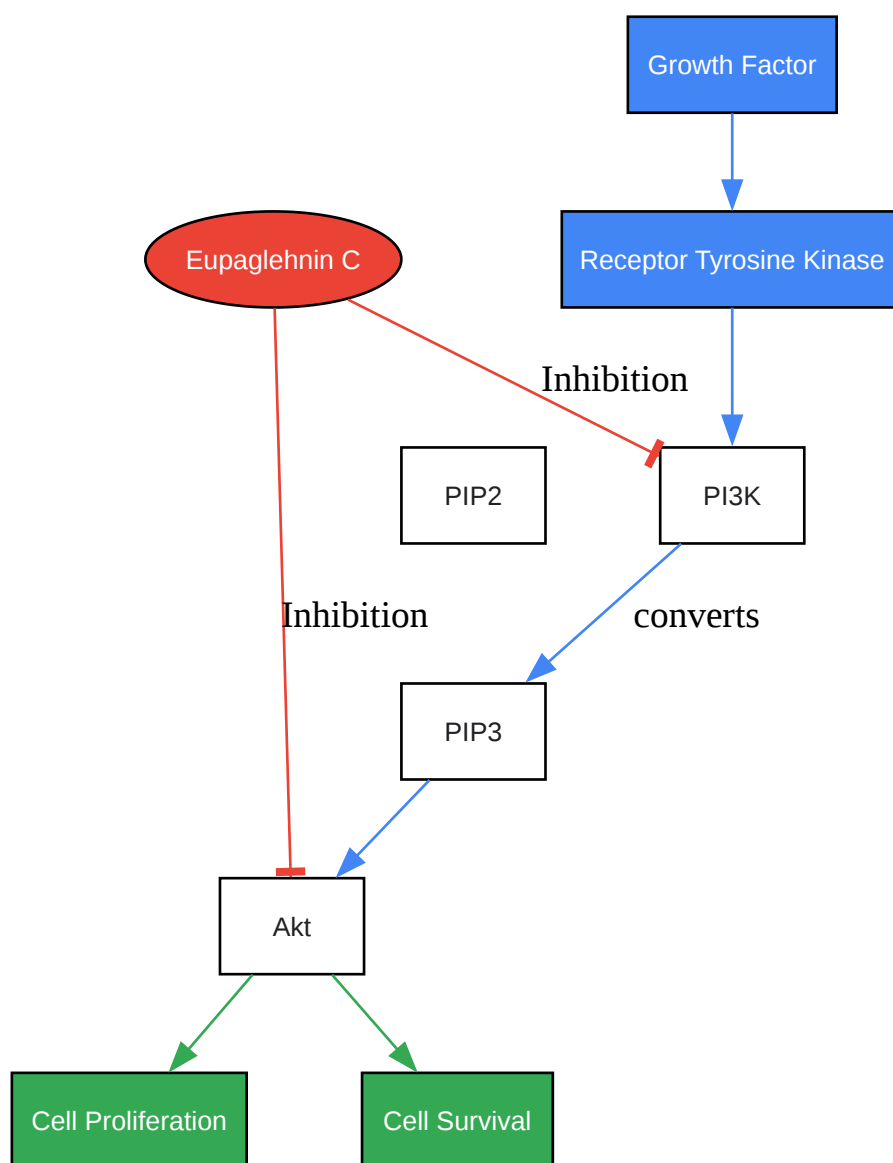 Growth Factor
Eupaglehnin C
Receptor Tyrosine Kinase
Inhibition
PIP2
PI3K
Inhibition
converts
PIP3
Akt
Cell Proliferation
Cell Survival